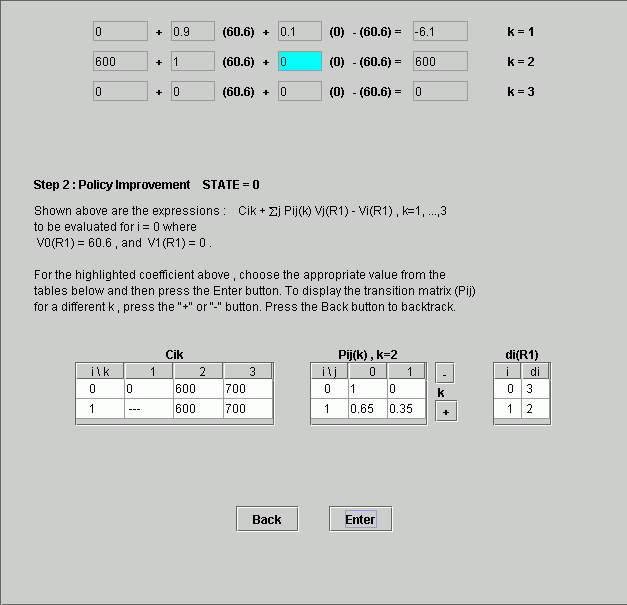 0 + 0.9 (60.6) + 0.1 (0) - (60.6) = -6.1 k = 1
600 + 1 (60.6) + 0 (0) - (60.6) = 600 k = 2
0 + 0 (60.6) + 0 (0) - (60.6) = 0 k = 3
Step 2 : Policy Improvement STATE = 0
Shown above are the expressions : Cik + Σj Pij(k) Vj(R1) - Vi(R1) , k=1, ...,3
to be evaluated for i = 0 where
V0(R1) = 60.6 , and V1(R1) = 0 .
For the highlighted coefficient above , choose the appropriate value from the
tables below and then press the Enter button. To display the transition matrix (Pij)
for a different k , press the "+" or "-" button. Press the Back button to backtrack.
Cik Pij(k) , k=2 di(R1)
i \ k 1 2 3 i \ j 0 1 - i di
0 0 600 700 0 1 0 k 0 3
1 --- 600 700 1 0.65 0.35 + 1 2
Back Enter